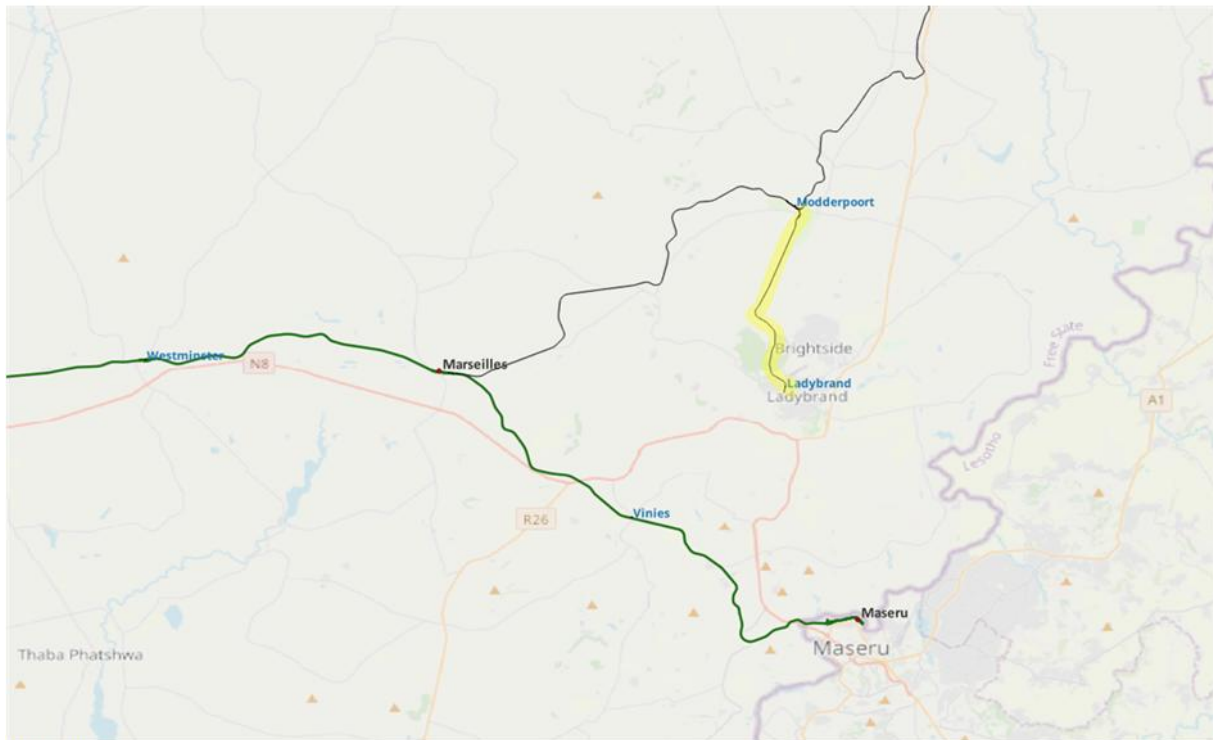 Modderpoort
Free State
Brightside
Westminster
N8
Marseilles
Ladybrand
Ladybrand
A1
Lesotho
Vinies
R26
Maseru
Maseru
Thaba Phatshwa